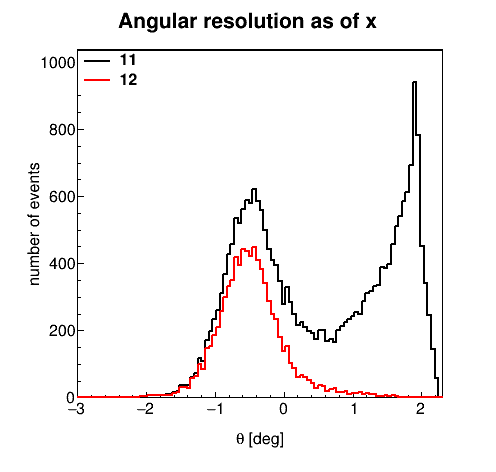 Angular resolution as of x
11
12
number of events
1000
800
600
400
200
0
−3 −2 −1 0 1 2
θ [deg]